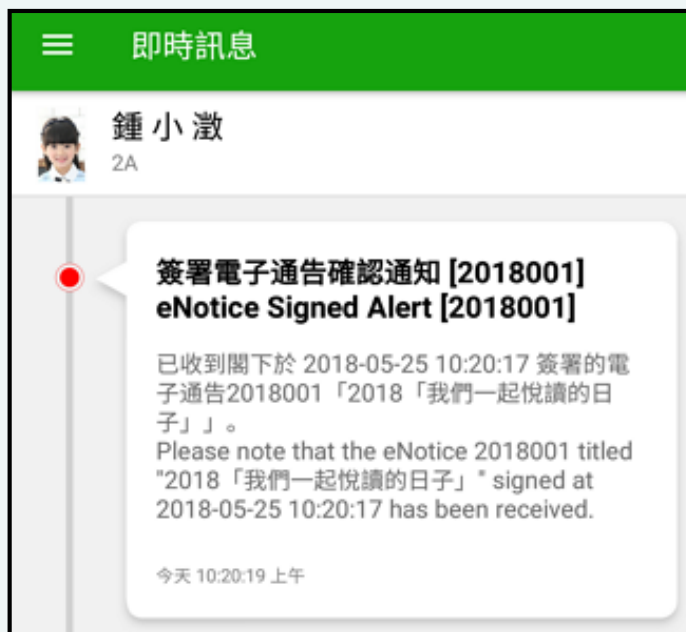 即時訊息
鍾小澂
2A
簽署電子通告確認通知 [2018001]
eNotice Signed Alert [2018001]
已收到閣下於 2018-05-25 10:20:17 簽署的電
子通告2018001「2018「我們一起悅讀的日
子」」。
Please note that the eNotice 2018001 titled
"2018「我們一起悅讀的日子」" signed at
2018-05-25 10:20:17 has been received.
今天 10:20:19 上午